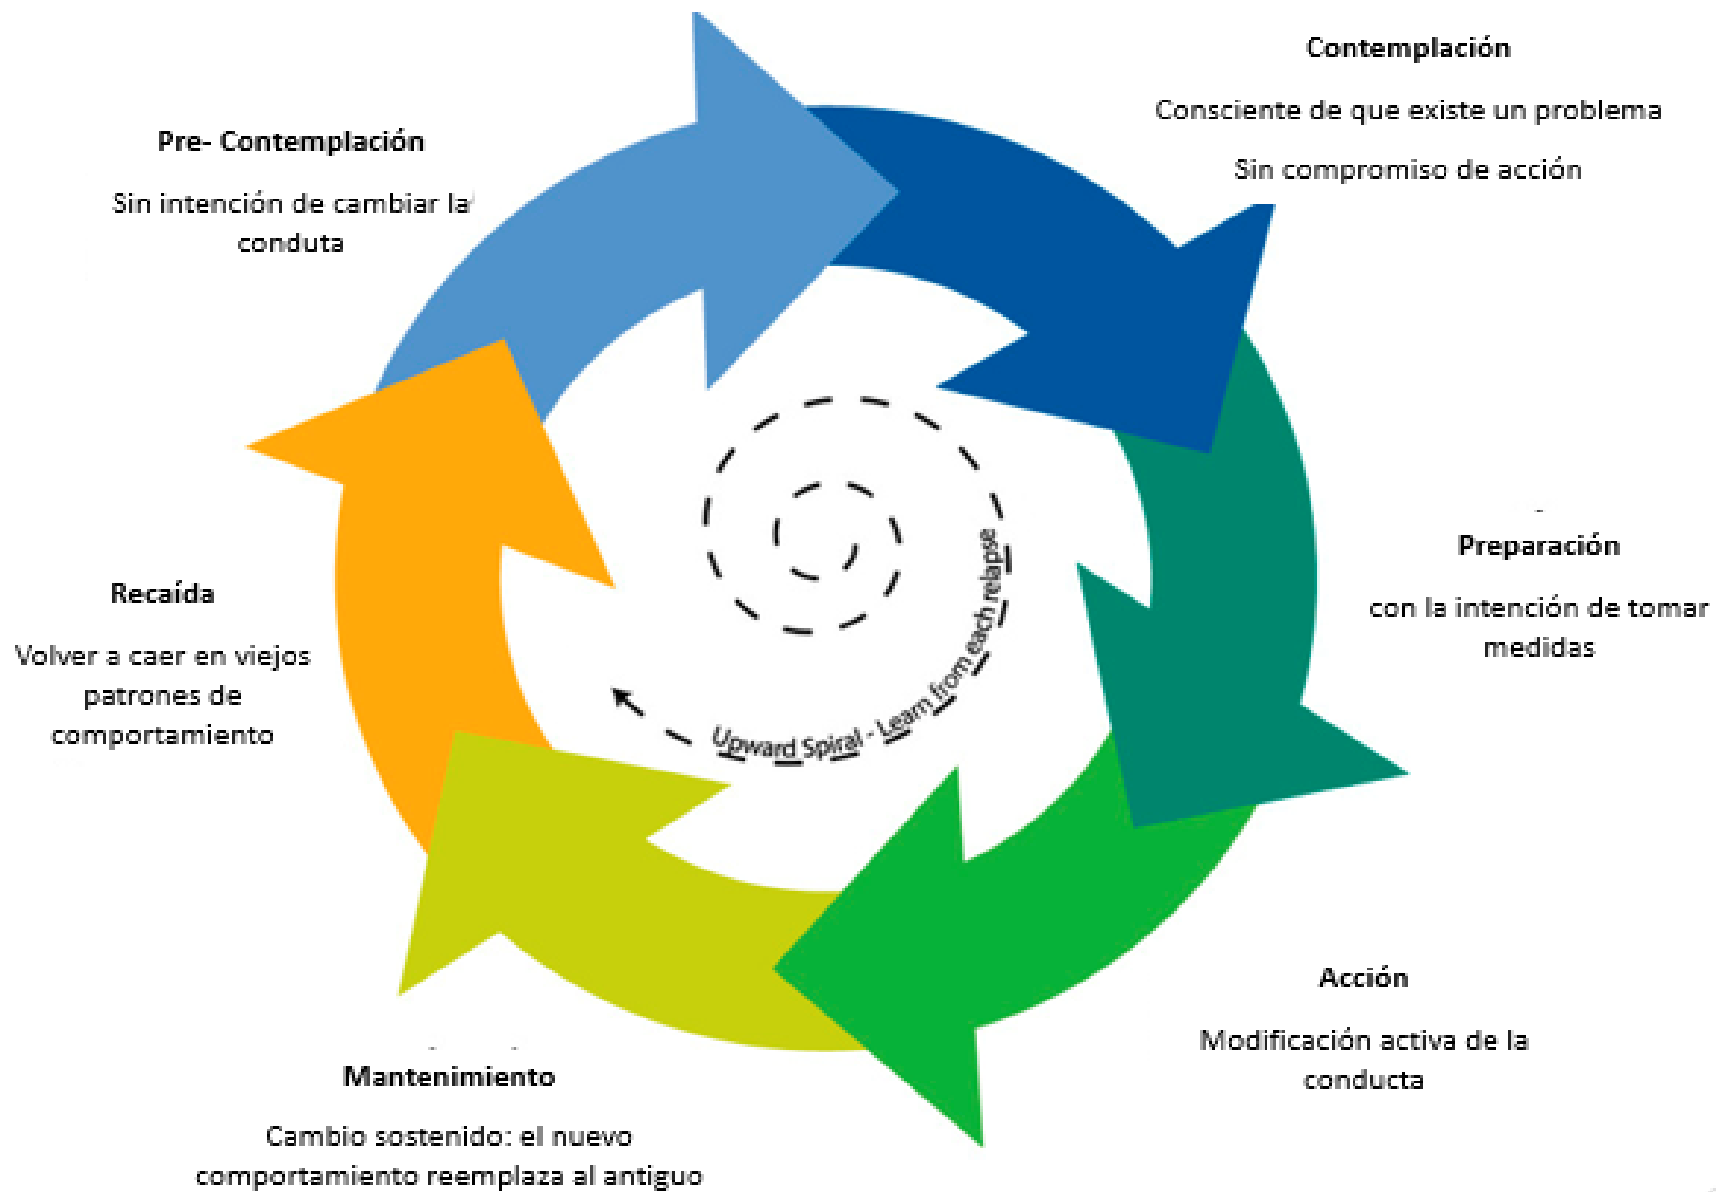 Contemplación
Consciente de que existe un problema
Sin compromiso de acción
Pre- Contemplación
Sin intención de cambiar la
conduta
Preparación
con la intención de tomar
medidas
Recaída
Volver a caer en viejos
patrones de
comportamiento
Upward Spiral - Learn from each relapse
Acción
Modificación activa de la
conducta
Mantenimiento
Cambio sostenido: el nuevo
comportamiento reemplaza al antiguo